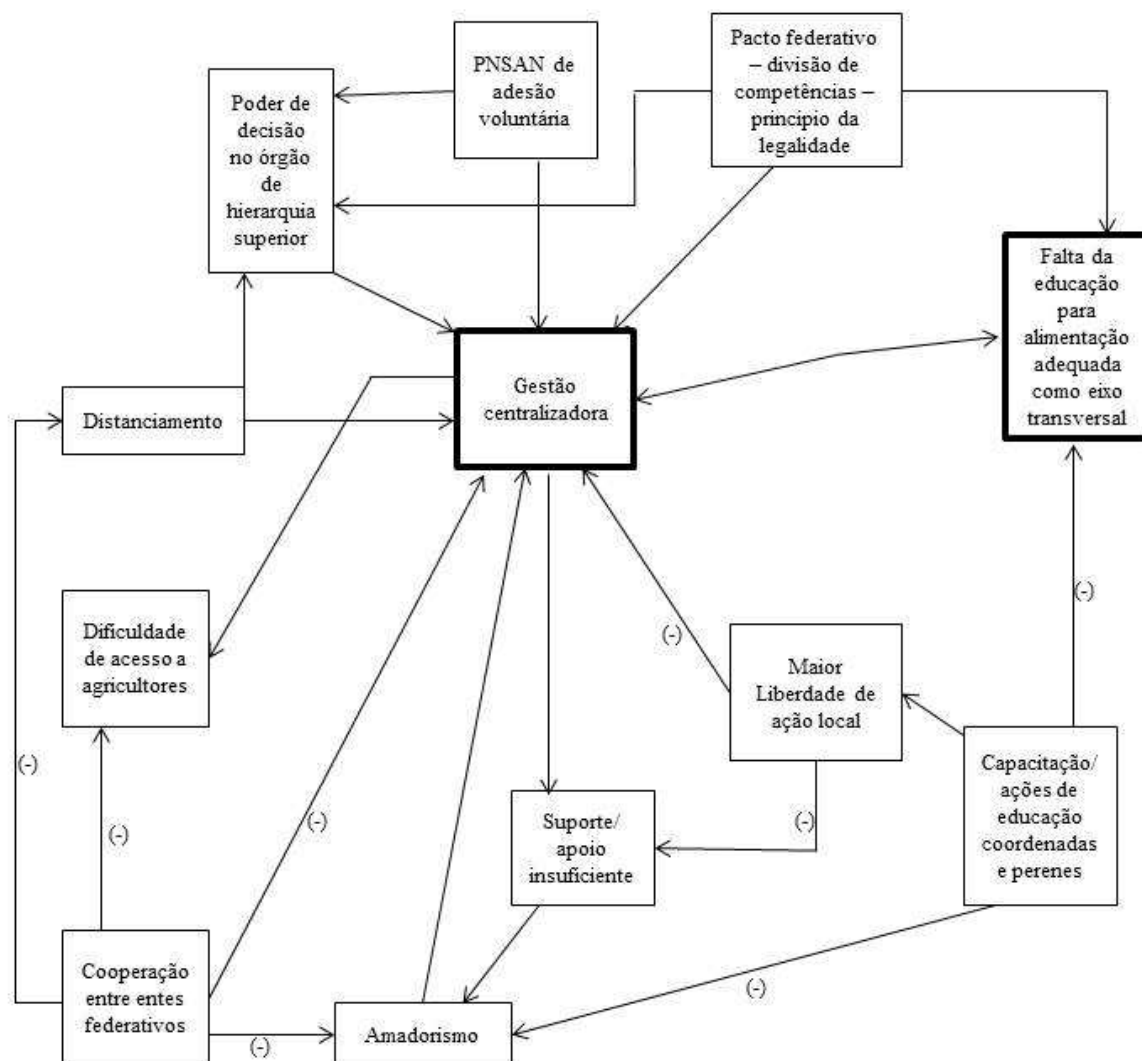 PNSAN de
adesão
voluntária
Pacto federativo
– divisão de
competências –
principio da
legalidade
Poder de
decisão
no órgão
de
hierarquia
superior
Falta da
educação
para
alimentação
adequada
como eixo
transversal
Gestão
centralizadora
Distanciamento
Dificuldade
de acesso a
agricultores
(-)
(-)
Maior
Liberdade de
ação local
(-)
(-)
(-)
(-)
Suporte/
apoio
insuficiente
(-)
Capacitação/
ações de
educação
coordenadas
e perenes
Cooperação
entre entes
federativos
(-)
(-)
Amadorismo